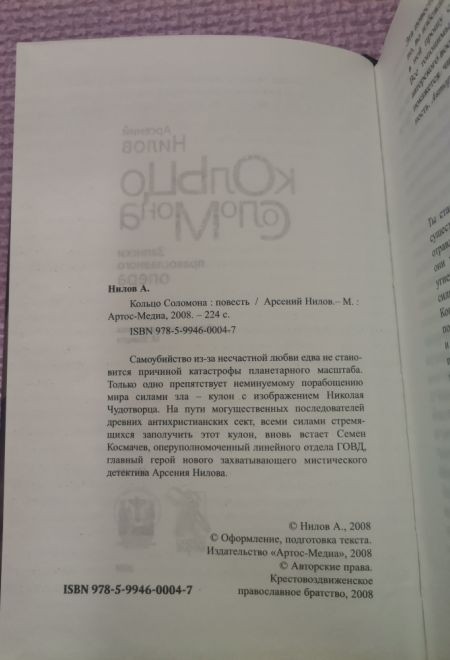 Нилов А.
Кольцо Соломона : повесть / Арсений Нилов.– М. :
Артос-Медиа, 2008. – 224 с.
ISBN 978-5-9946-0004-7
Самоубийство из-за несчастной любви едва не стано-
вится причиной катастрофы планетарного масштаба.
Только одно препятствует неминуемому порабощению
мира силами зла – кулон с изображением Николая
Чудотворца. На пути могущественных последователей
древних антихристианских сект, всеми силами стремя-
щихся заполучить этот кулон, вновь встает Семен
Космачев, оперуполномоченный линейного отдела ГОВД,
главный герой нового захватывающего мистического
детектива Арсения Нилова.
© Нилов А., 2008
© Оформление, подготовка текста.
Издательство «Артос-Медиа», 2008
© Авторские права.
Крестовоздвиженское
православное братство, 2008
ISBN 978-5-9946-0004-7